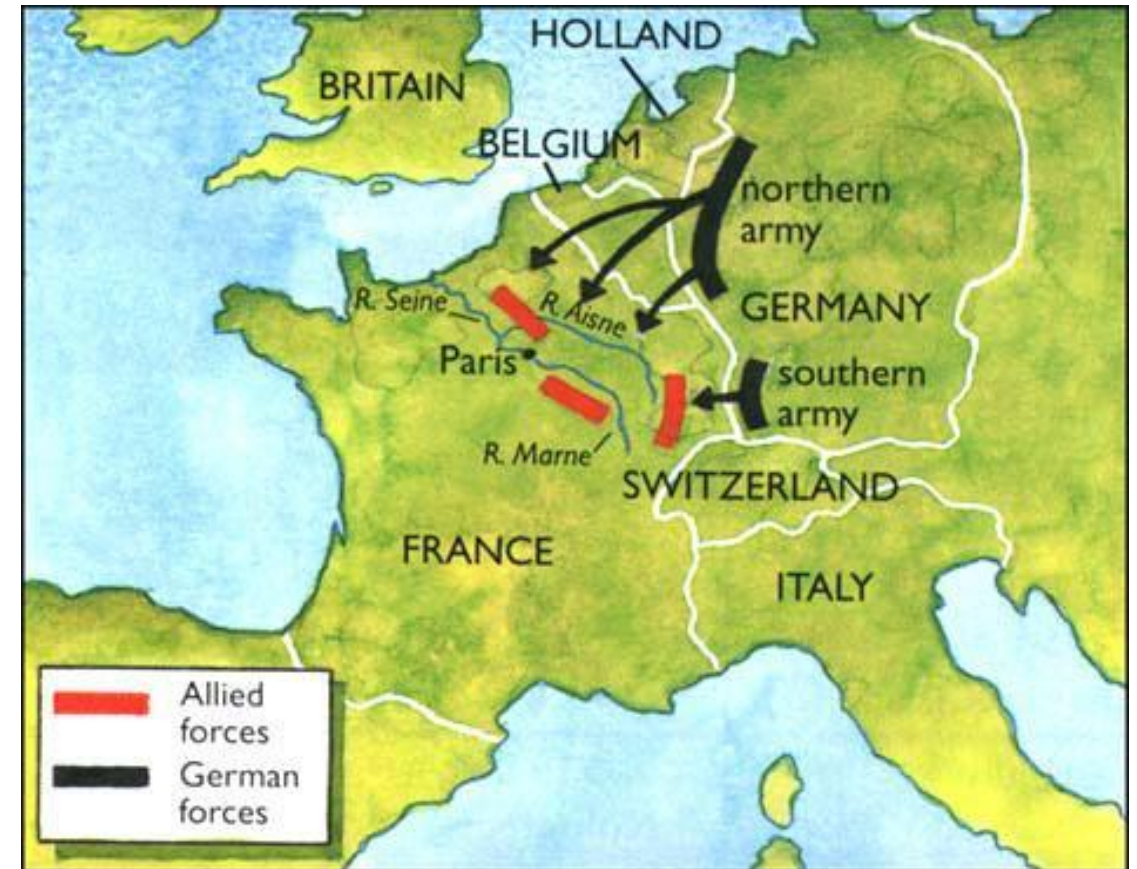 HOLLAND
BRITAIN
BELGIUM
northern
army
R. Seine
R. Aisne
GERMANY
Paris
southern
army
R. Marne
SWITZERLAND
FRANCE
ITALY
Allied
forces
German
forces